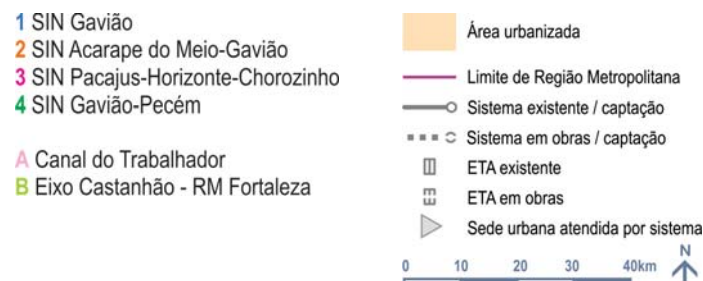 1 SIN Gavião
2 SIN Acarape do Meio-Gavião
3 SIN Pacajus-Horizonte-Chorozinho
4 SIN Gavião-Pecém
A Canal do Trabalhador
B Eixo Castanhão - RM Fortaleza
Área urbanizada
Limite de Região Metropolitana
Sistema existente / captação
Sistema em obras / captação
ETA existente
ETA em obras
Sede urbana atendida por sistema
0 10 20 30 40km
N